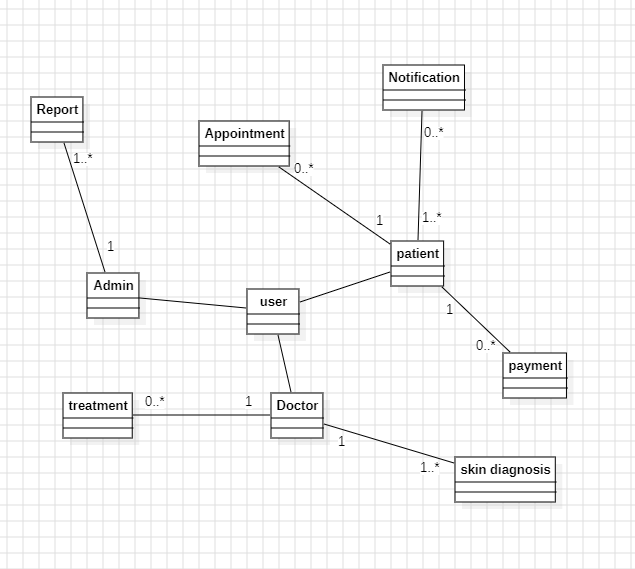 Notification
Report
Appointment
0..*
1..*
0..*
1
1..*
1
patient
Admin
user
1
0..*
payment
treatment
0..*
1
Doctor
1
1..*
skin diagnosis